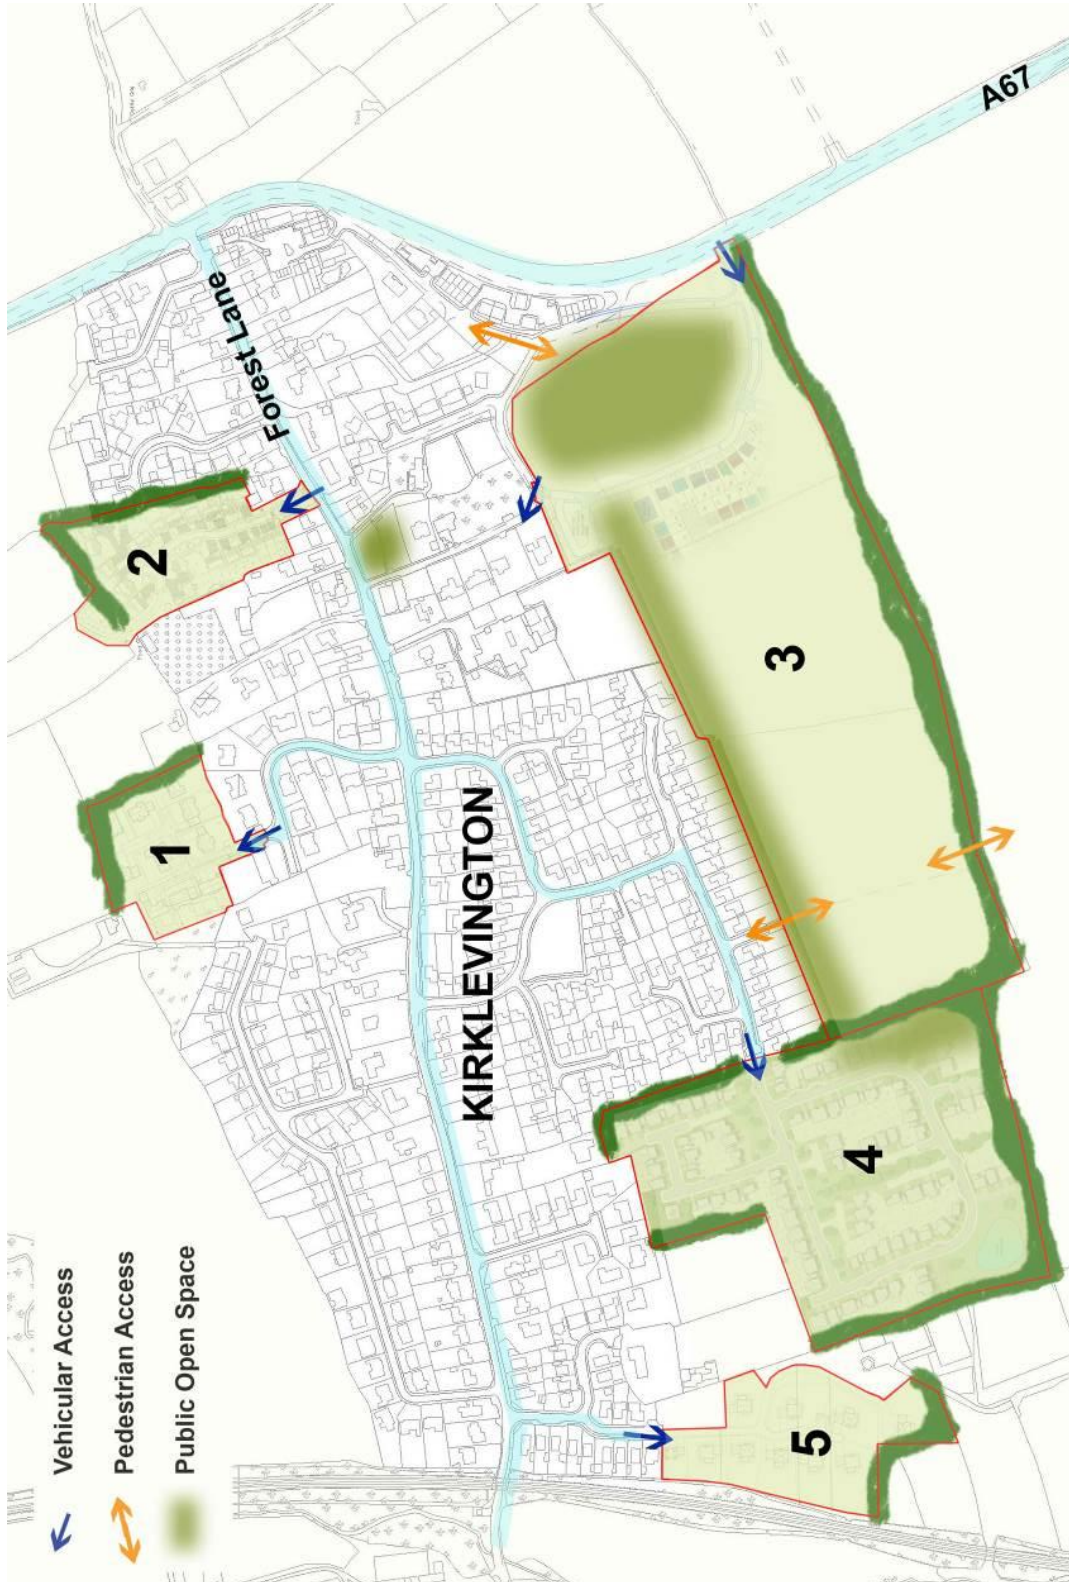 Vehicular Access
Pedestrian Access
Public Open Space
KIRKLEVINGTON
Forest Lane
A67
1
2
3
4
5